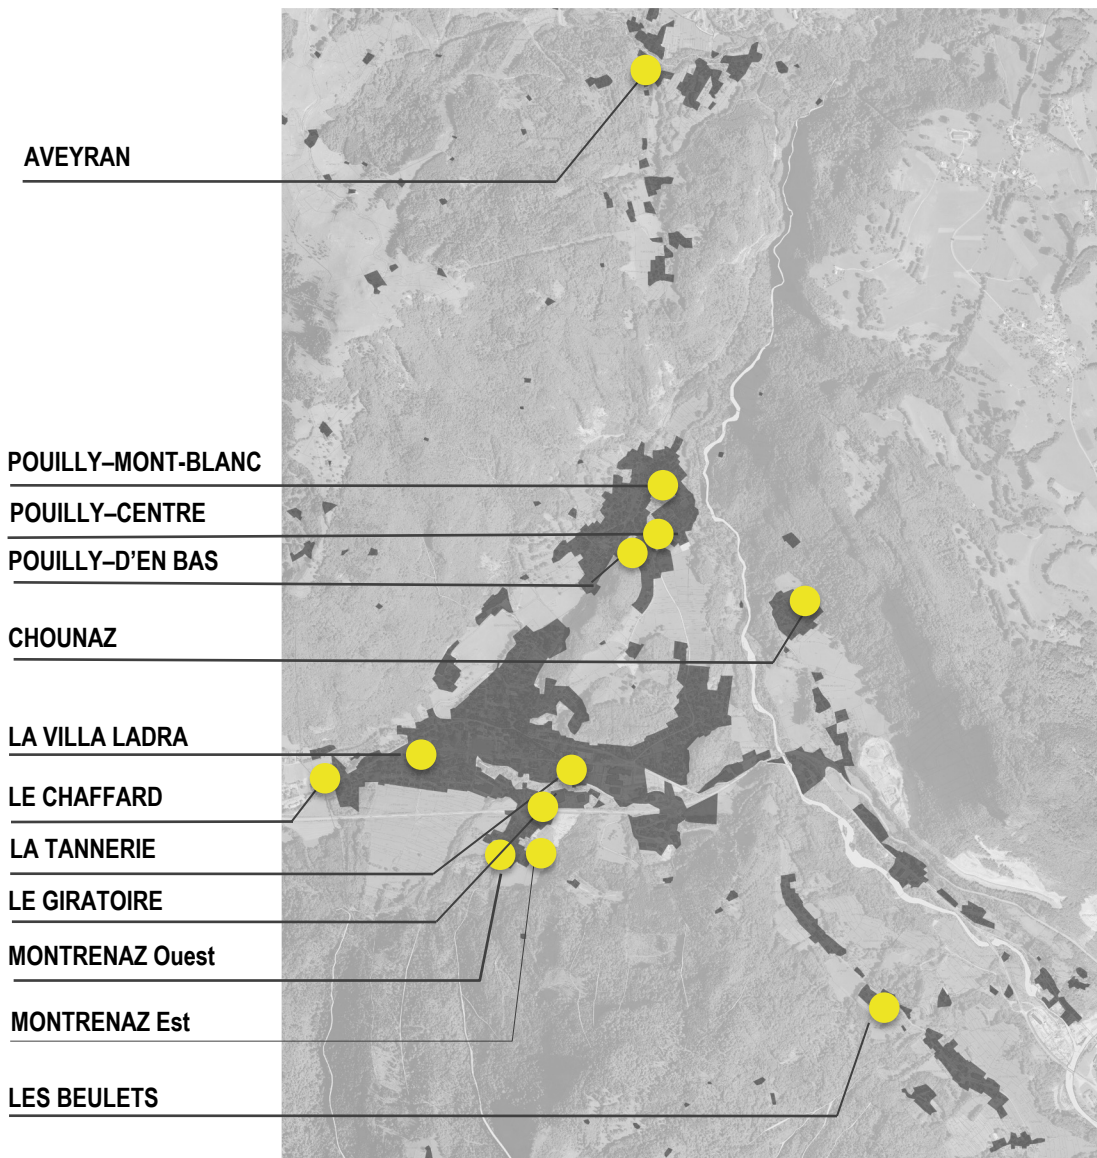 AVEYRAN
POUILLY–MONT-BLANC
POUILLY–CENTRE
POUILLY–D’EN BAS
CHOUNAZ
LA VILLA LADRA
LE CHAFFARD
LA TANNERIE
LE GIRATOIRE
MONTRENAZ Ouest
MONTRENAZ Est
LES BEULETS